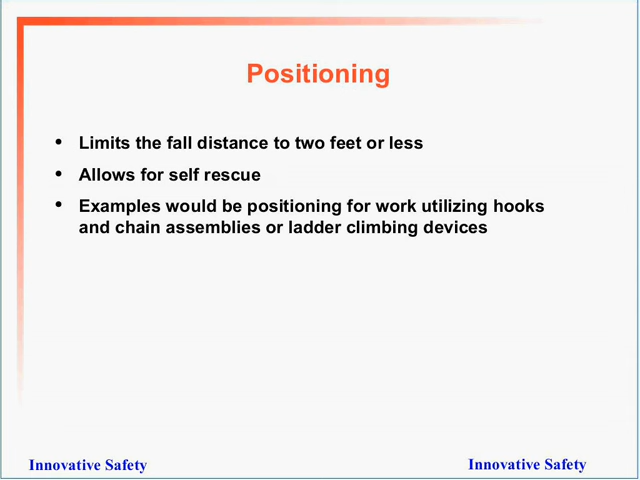 Positioning
• Limits the fall distance to two feet or less
• Allows for self rescue
• Examples would be positioning for work utilizing hooks
and chain assemblies or ladder climbing devices
Innovative Safety
Innovative Safety